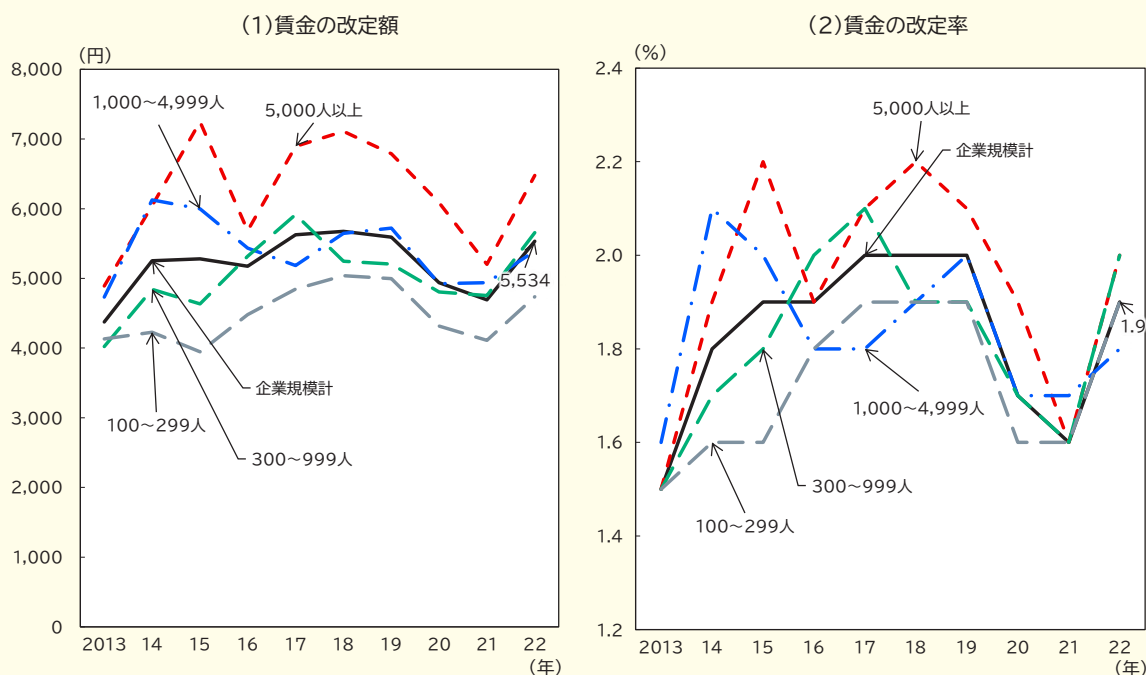 (1)賃金の改定額
(円)
8,000
7,000
6,000
5,000
4,000
3,000
2,000
1,000
0
1,000～4,999人
5,000人以上
5,534
企業規模計
100～299人
300～999人
2013 14 15 16 17 18 19 20 21 22
(年)
(2)賃金の改定率
(%)
2.4
2.2
2.0
1.8
1.6
1.4
1.2
5,000人以上
企業規模計
1.9
1,000～4,999人
300～999人
100～299人
2013 14 15 16 17 18 19 20 21 22
(年)